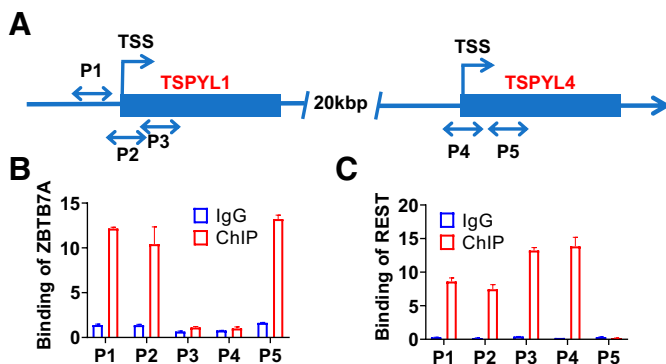 A
TSS
TSS
P1
TSPYL1
TSPYL4
20kbp
P3
P2
P4
P5
B
C
Binding of ZBTB7A
15
10
5
0
IgG
ChIP
P1 P2 P3 P4 P5
Binding of REST
20
15
10
5
0
IgG
ChIP
P1 P2 P3 P4 P5